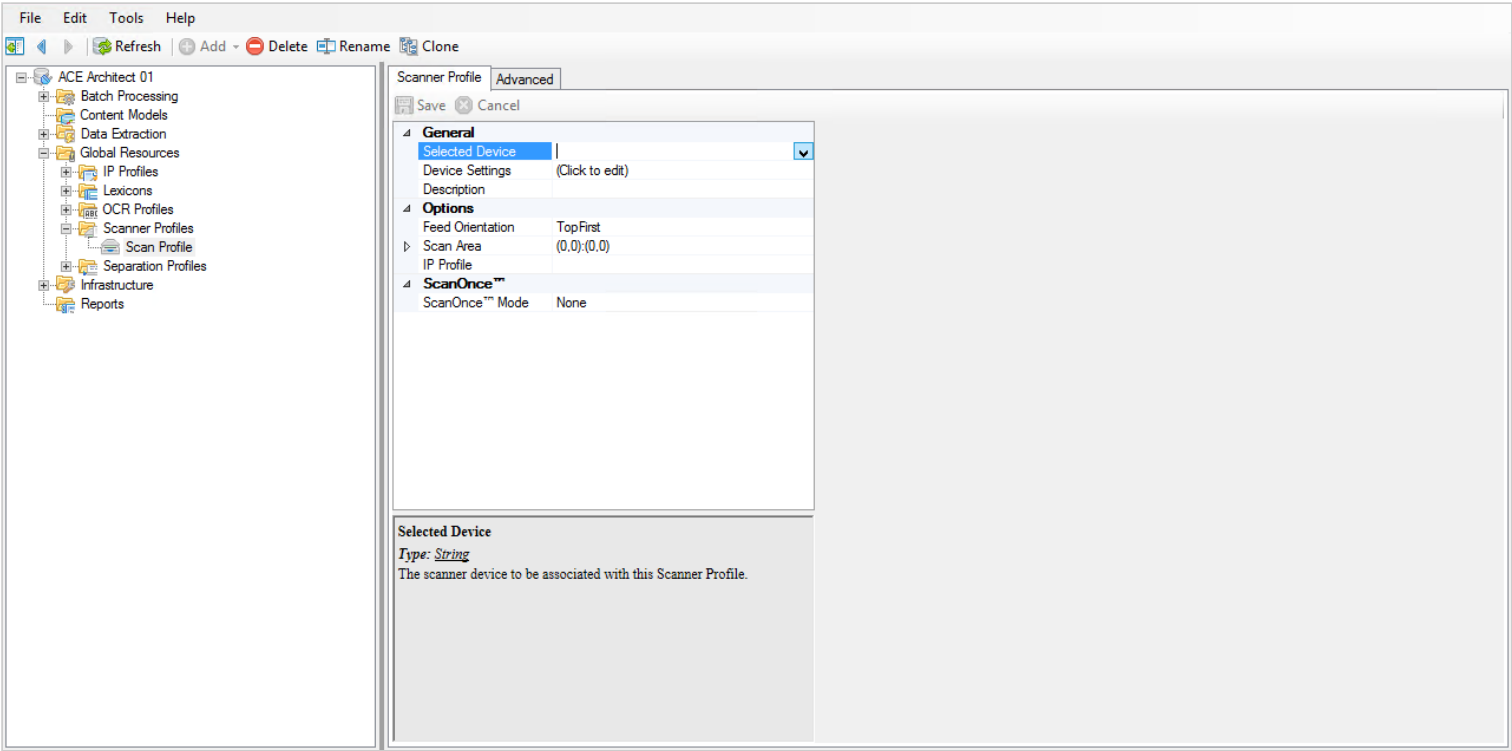 File Edit Tools Help
Refresh Add Delete Rename Clone
ACE Architect 01
Batch Processing
Content Models
Data Extraction
Global Resources
IP Profiles
Lexicons
OCR Profiles
Scanner Profiles
Scan Profile
Separation Profiles
Infrastructure
Reports
Scanner Profile Advanced
Save Cancel
General
Selected Device
Device Settings (Click to edit)
Description
Options
Feed Orientation TopFirst
Scan Area (0,0):(0,0)
IP Profile
ScanOnce™
ScanOnce™ Mode None
Selected Device
Type: String
The scanner device to be associated with this Scanner Profile.